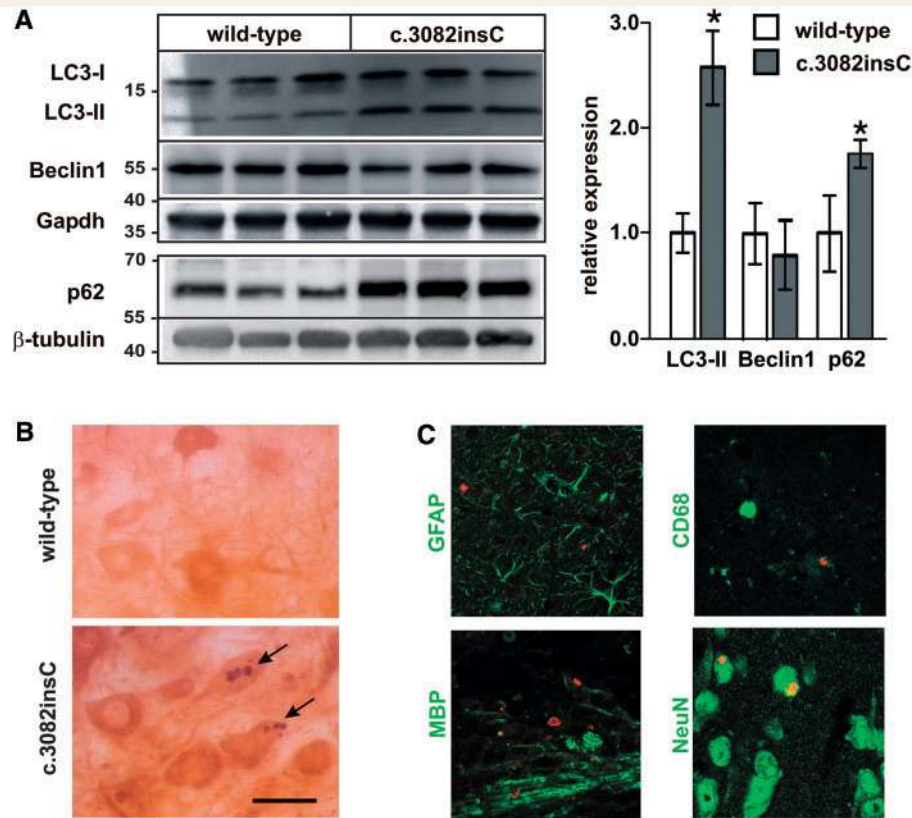 A
wild-type c.3082insC
LC3-I
15
LC3-II
Beclin1 55
40
Gapdh
35
70
p62
55
β-tubulin
40
relative expression
3.0
2.0
1.0
0.0
* *
wild-type
c.3082insC
LC3-II Beclin1 p62
B
wild-type
c.3082insC
C
GFAP
CD68
MBP
NeuN